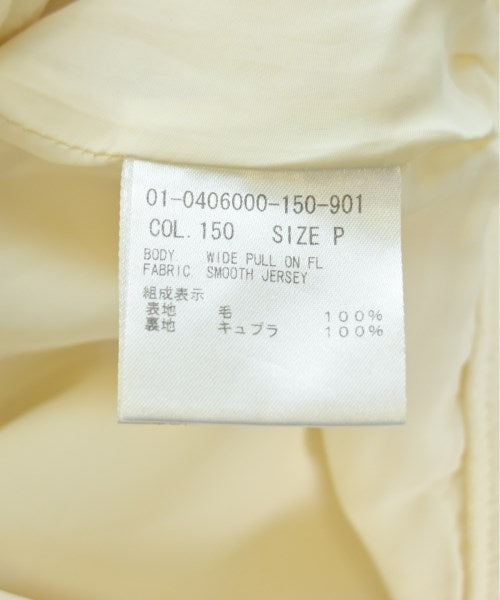 01-0406000-150-901
COL. 150 SIZE P
BODY WIDE PULL ON FL
FABRIC SMOOTH JERSEY
組成表示
表地 毛 100%
裏地 キュプラ 100%